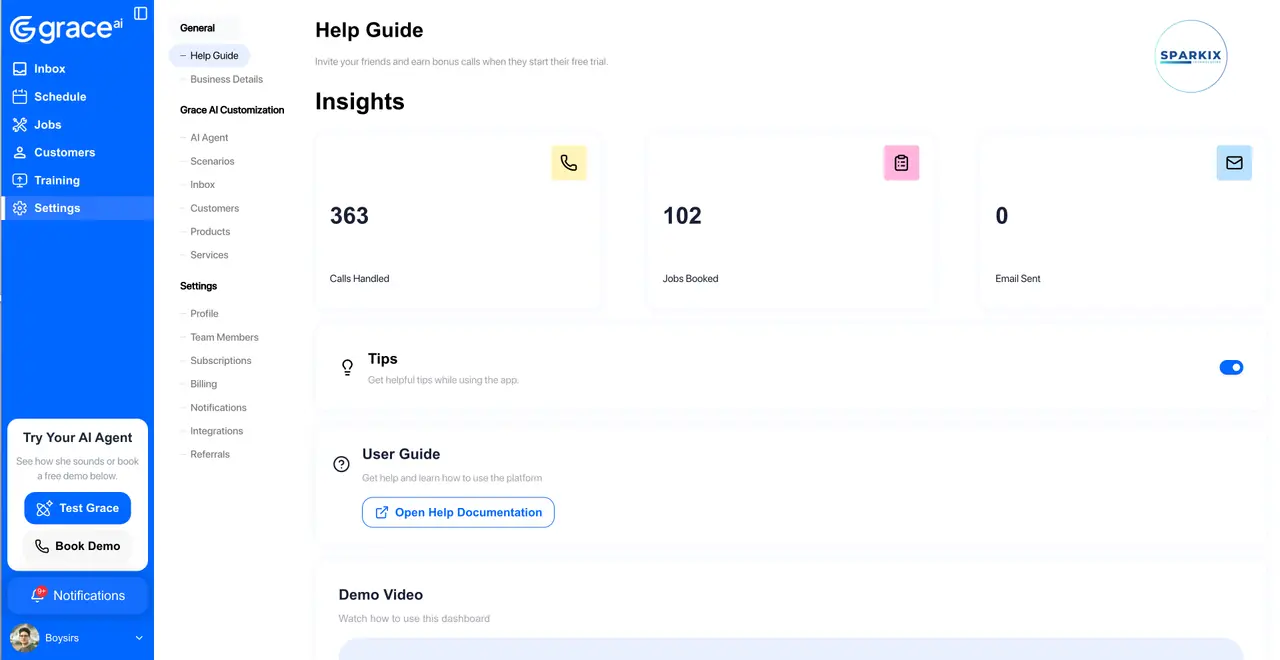 grace ai
Inbox
Schedule
Jobs
Customers
Training
Settings
Try Your AI Agent
See how she sounds or book
a free demo below.
Test Grace
Book Demo
9+
Notifications
Boysirs
General
Help Guide
Business Details
Grace AI Customization
AI Agent
Scenarios
Inbox
Customers
Products
Services
Settings
Profile
Team Members
Subscriptions
Billing
Notifications
Integrations
Referrals
Help Guide
Invite your friends and earn bonus calls when they start their free trial.
SPARKIX
Insights
363
Calls Handled
102
Jobs Booked
0
Email Sent
Tips
Get helpful tips while using the app.
User Guide
Get help and learn how to use the platform
Open Help Documentation
Demo Video
Watch how to use this dashboard